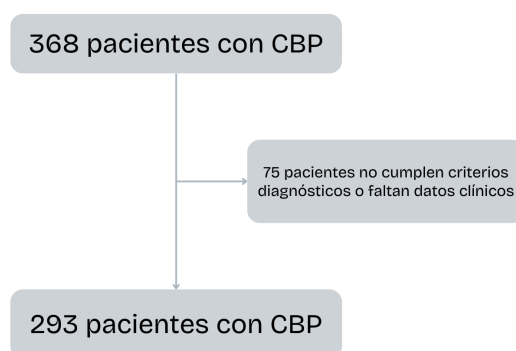 368 pacientes con CBP
75 pacientes no cumplen criterios
diagnósticos o faltan datos clínicos
293 pacientes con CBP